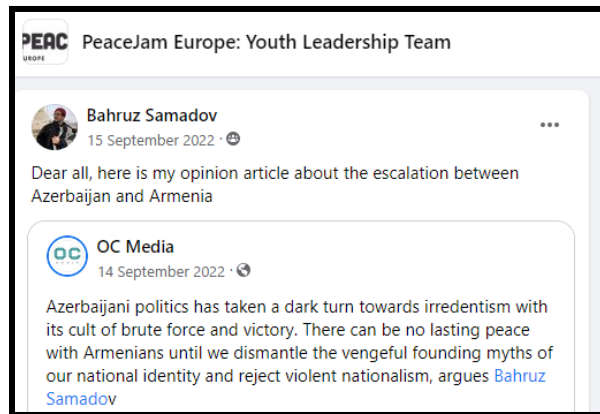 PEAC
EUROPE
PeaceJam Europe: Youth Leadership Team
Bahruz Samadov
15 September 2022 ·
Dear all, here is my opinion article about the escalation between
Azerbaijan and Armenia
OC
OC Media
14 September 2022 ·
Azerbaijani politics has taken a dark turn towards irredentism with
its cult of brute force and victory. There can be no lasting peace
with Armenians until we dismantle the vengeful founding myths of
our national identity and reject violent nationalism, argues Bahruz
Samadov